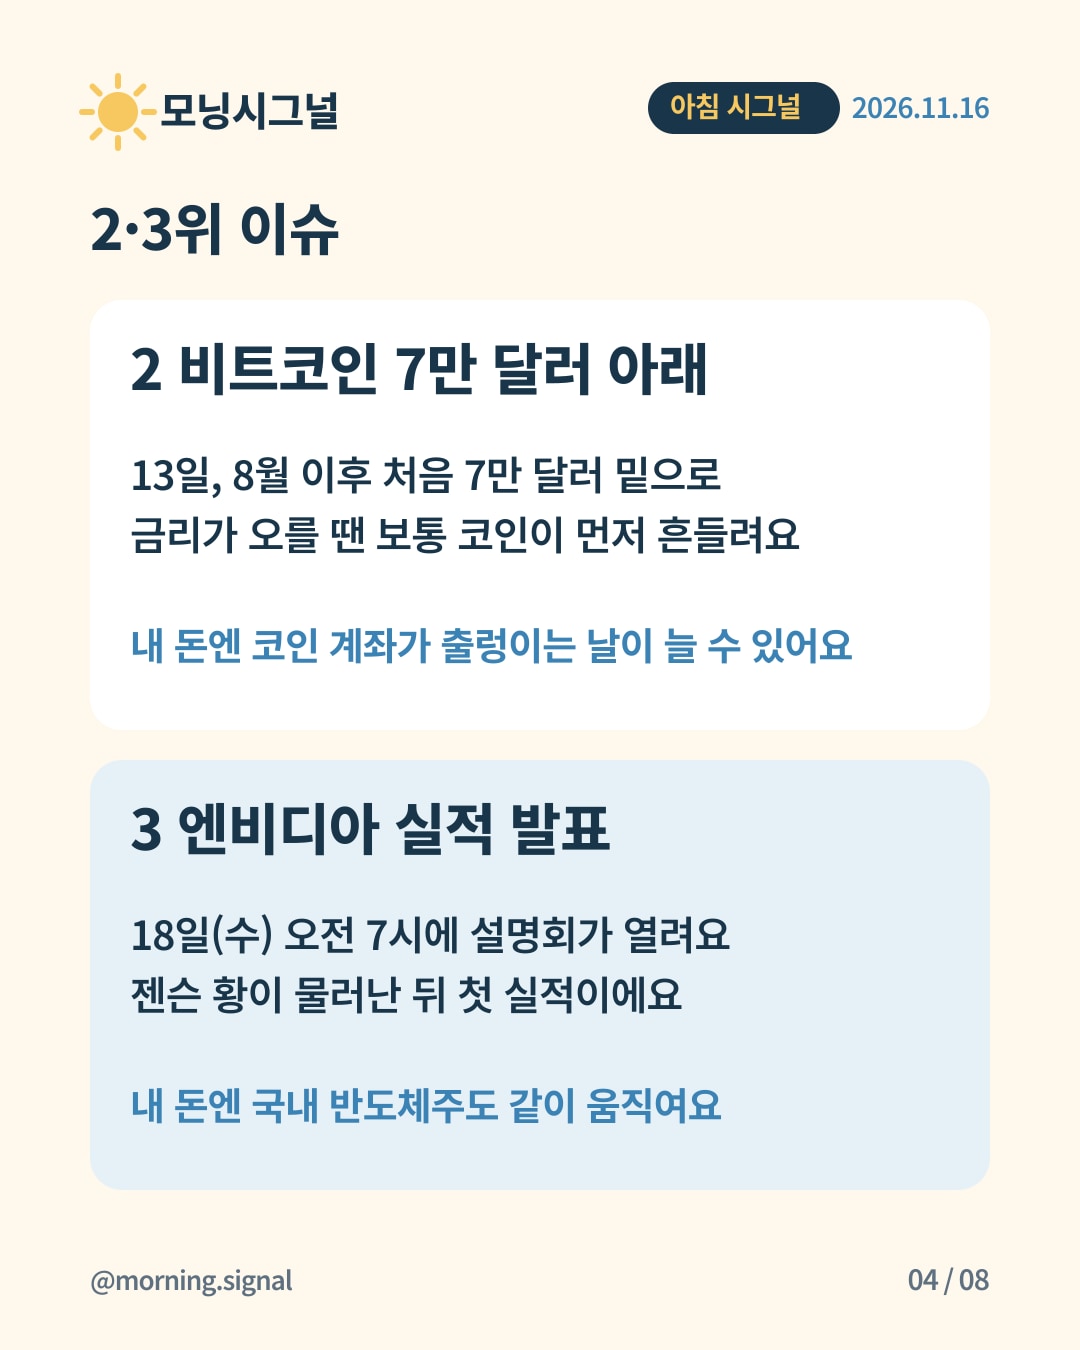 모닝시그널
아침 시그널 2026.11.16
2·3위 이슈
2 비트코인 7만 달러 아래
13일, 8월 이후 처음 7만 달러 밑으로
금리가 오를 땐 보통 코인이 먼저 흔들려요
내 돈엔 코인 계좌가 출렁이는 날이 늘 수 있어요
3 엔비디아 실적 발표
18일(수) 오전 7시에 설명회가 열려요
젠슨 황이 물러난 뒤 첫 실적이에요
내 돈엔 국내 반도체주도 같이 움직여요
@morning.signal
04 / 08